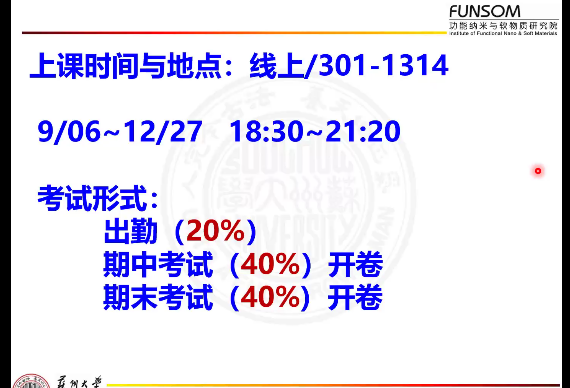 FUNSOM
功能纳米与软物质研究院
Institute of Functional Nano & Soft Materials
上课时间与地点：线上/301-1314
9/06~12/27 18:30~21:20
考试形式：
出勤（20%）
期中考试（40%）开卷
期末考试（40%）开卷
苏州大学